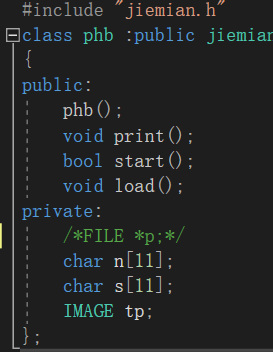 #include "jiemian.h"
class phb :public jiemian
{
public:
phb();
void print();
bool start();
void load();
private:
/*FILE *p;*/
char n[11];
char s[11];
IMAGE tp;
};